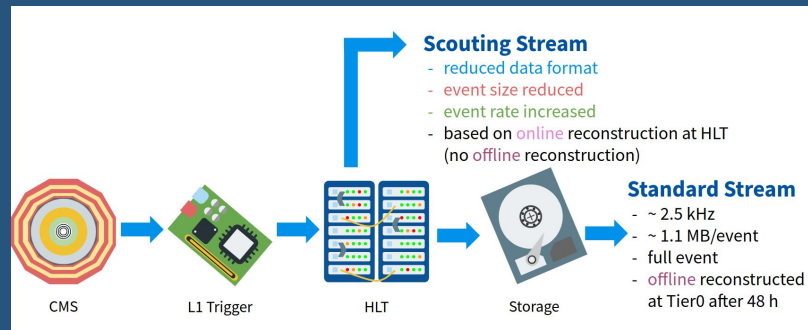 Scouting Stream
- reduced data format
- event size reduced
- event rate increased
- based on online reconstruction at HLT
(no offline reconstruction)
Standard Stream
- ~ 2.5 kHz
- ~ 1.1 MB/event
- full event
- offline reconstructed
at Tier0 after 48 h
CMS
L1 Trigger
HLT
Storage